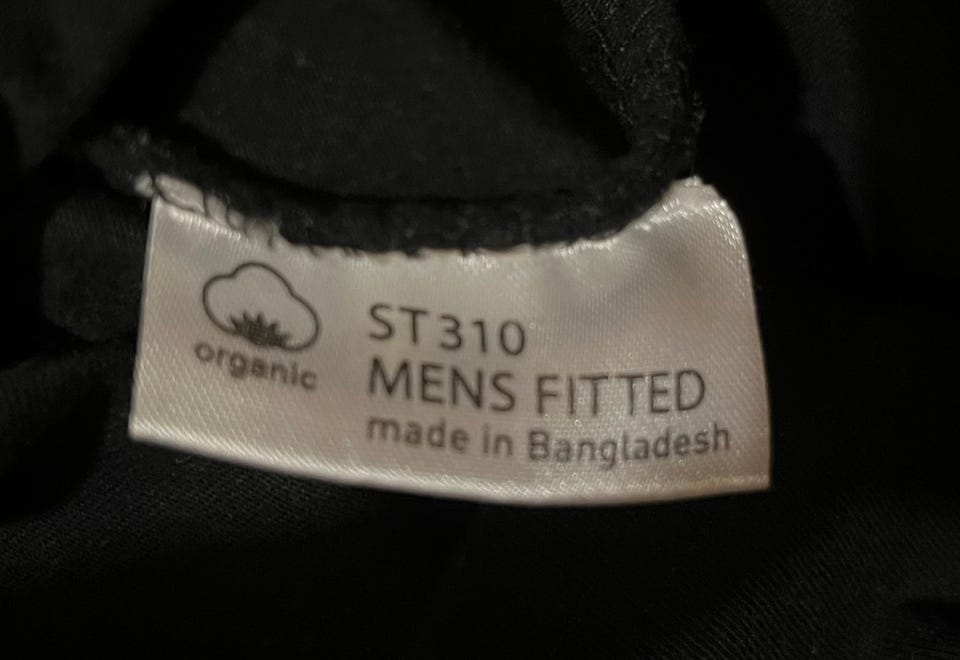 organic
ST310
MENS FITTED
made in Bangladesh